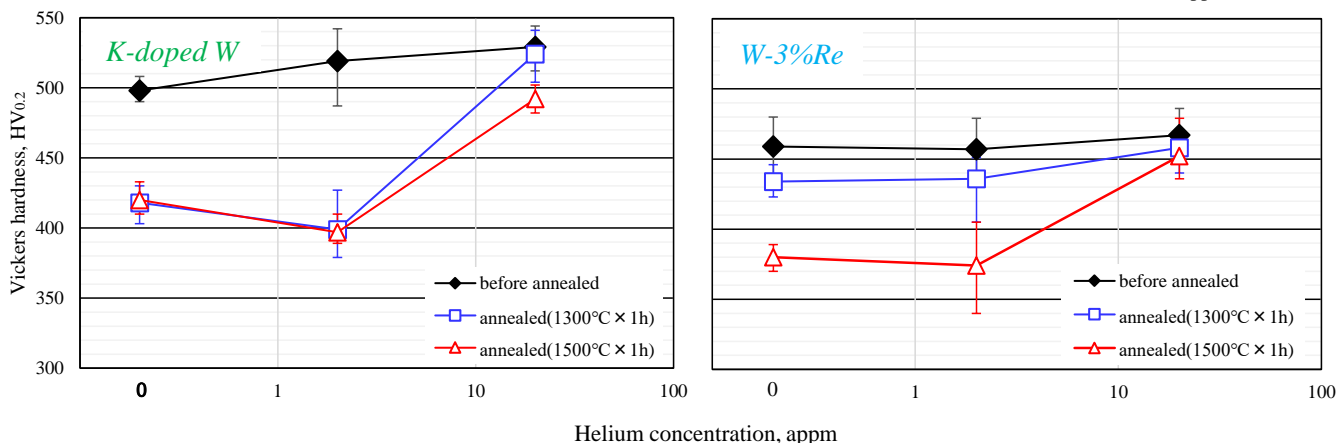 550
500
450
400
350
300
Vickers hardness, HV0.2
K-doped W
before annealed
annealed(1300℃×1h)
annealed(1500℃×1h)
0
1
10
100
W-3%Re
before annealed
annealed(1300℃×1h)
annealed(1500℃×1h)
0
1
10
100
Helium concentration, appm